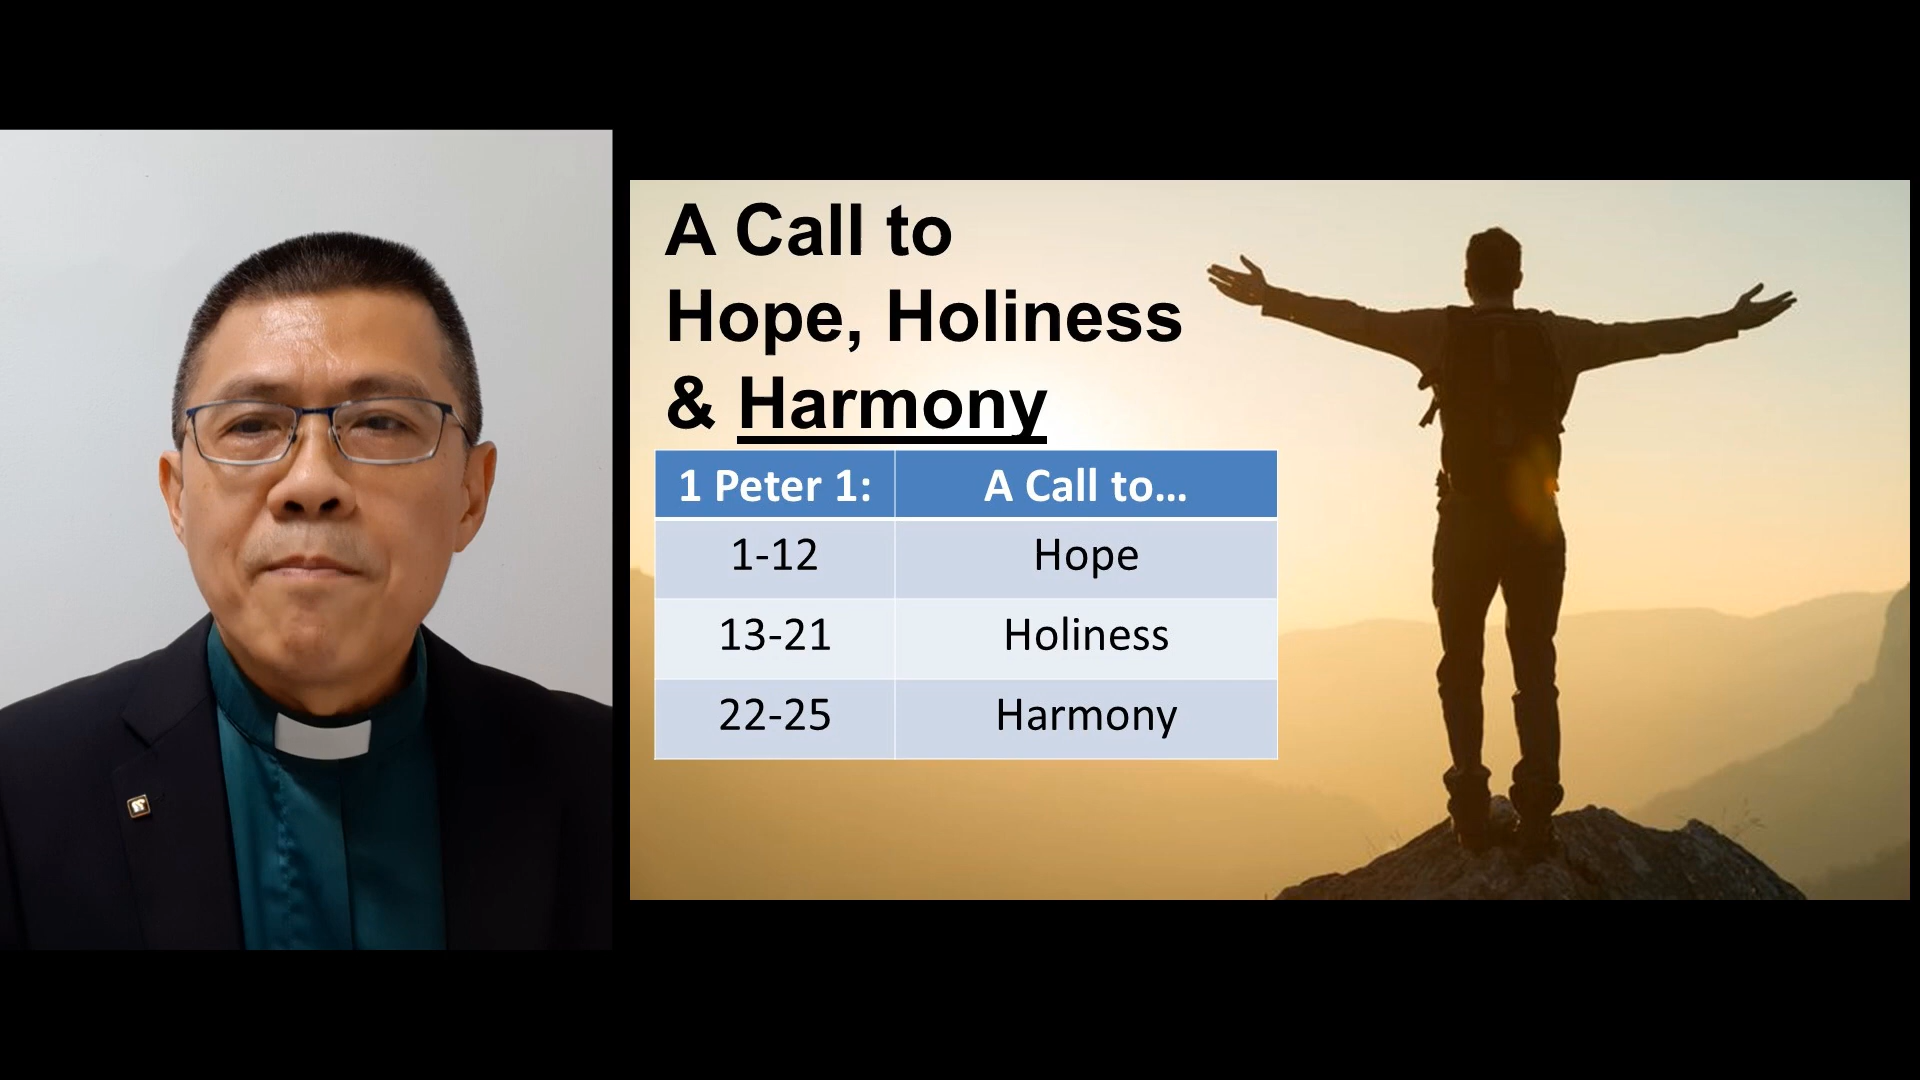 A Call to
Hope, Holiness
& Harmony
1 Peter 1: A Call to...
1-12 Hope
13-21 Holiness
22-25 Harmony